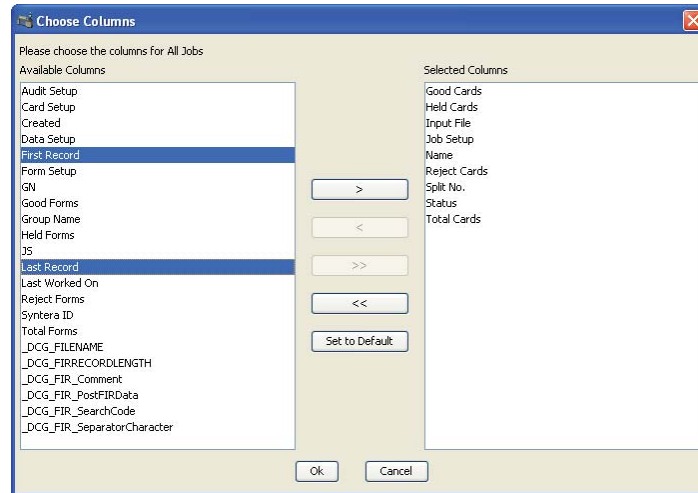 Choose Columns
Please choose the columns for All Jobs
Available Columns
Audit Setup
Card Setup
Created
Data Setup
First Record
Form Setup
GN
Good Forms
Group Name
Held Forms
JS
Last Record
Last Worked On
Reject Forms
Syntera ID
Total Forms
_DCG_FILENAME
_DCG_FIRRECORDLENGTH
_DCG_FIR_Comment
_DCG_FIR_PostFIRData
_DCG_FIR_SearchCode
_DCG_FIR_SeparatorCharacter
>
<
>>
<<
Set to Default
Selected Columns
Good Cards
Held Cards
Input File
Job Setup
Name
Reject Cards
Split No.
Status
Total Cards
Ok
Cancel